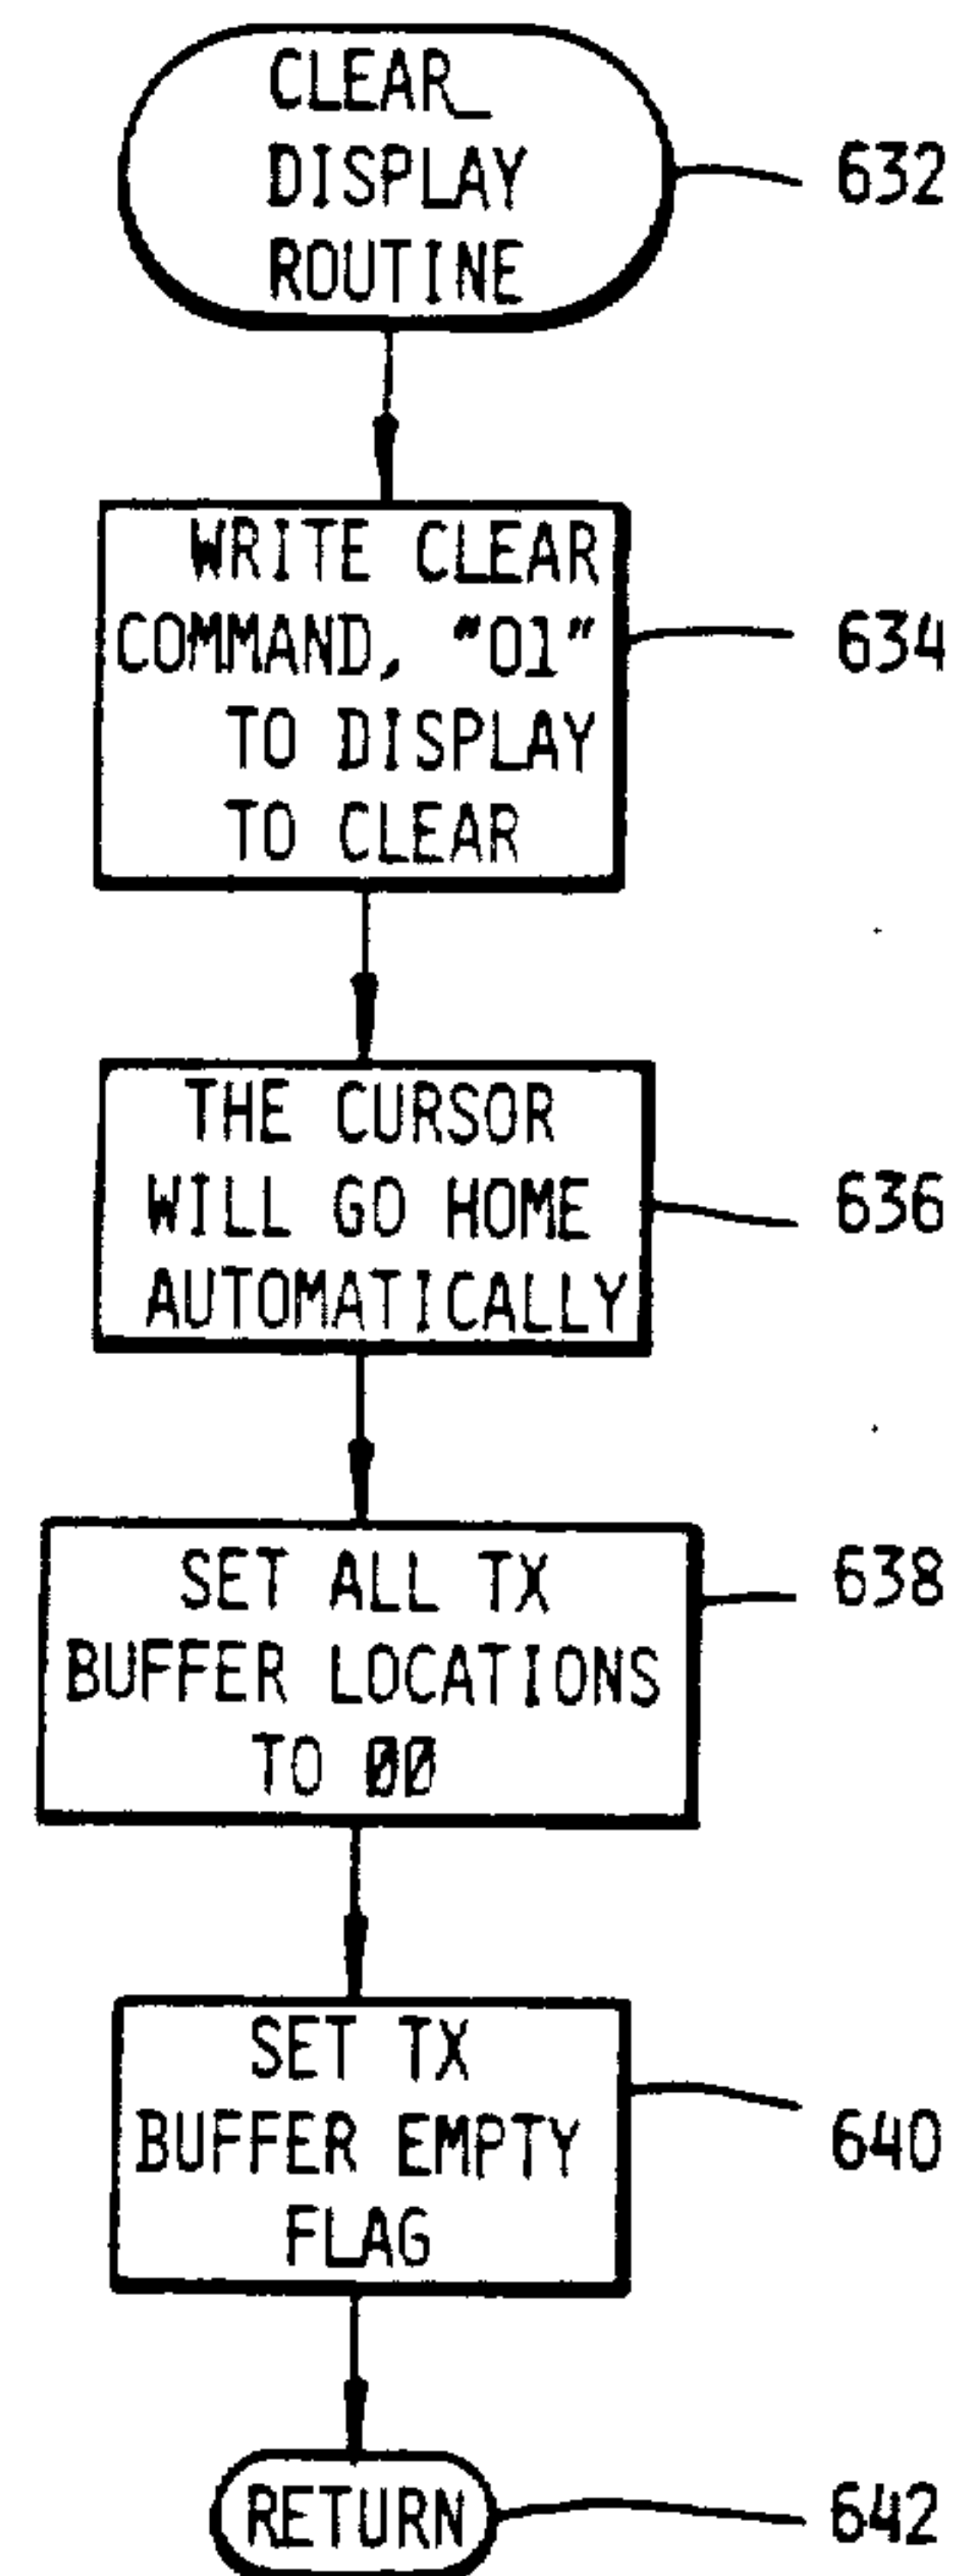 CLEAR_
DISPLAY
ROUTINE
632
WRITE CLEAR
COMMAND, "01"
TO DISPLAY
TO CLEAR
634
THE CURSOR
WILL GO HOME
AUTOMATICALLY
636
SET ALL TX
BUFFER LOCATIONS
TO 00
638
SET TX
BUFFER EMPTY
FLAG
640
RETURN
642